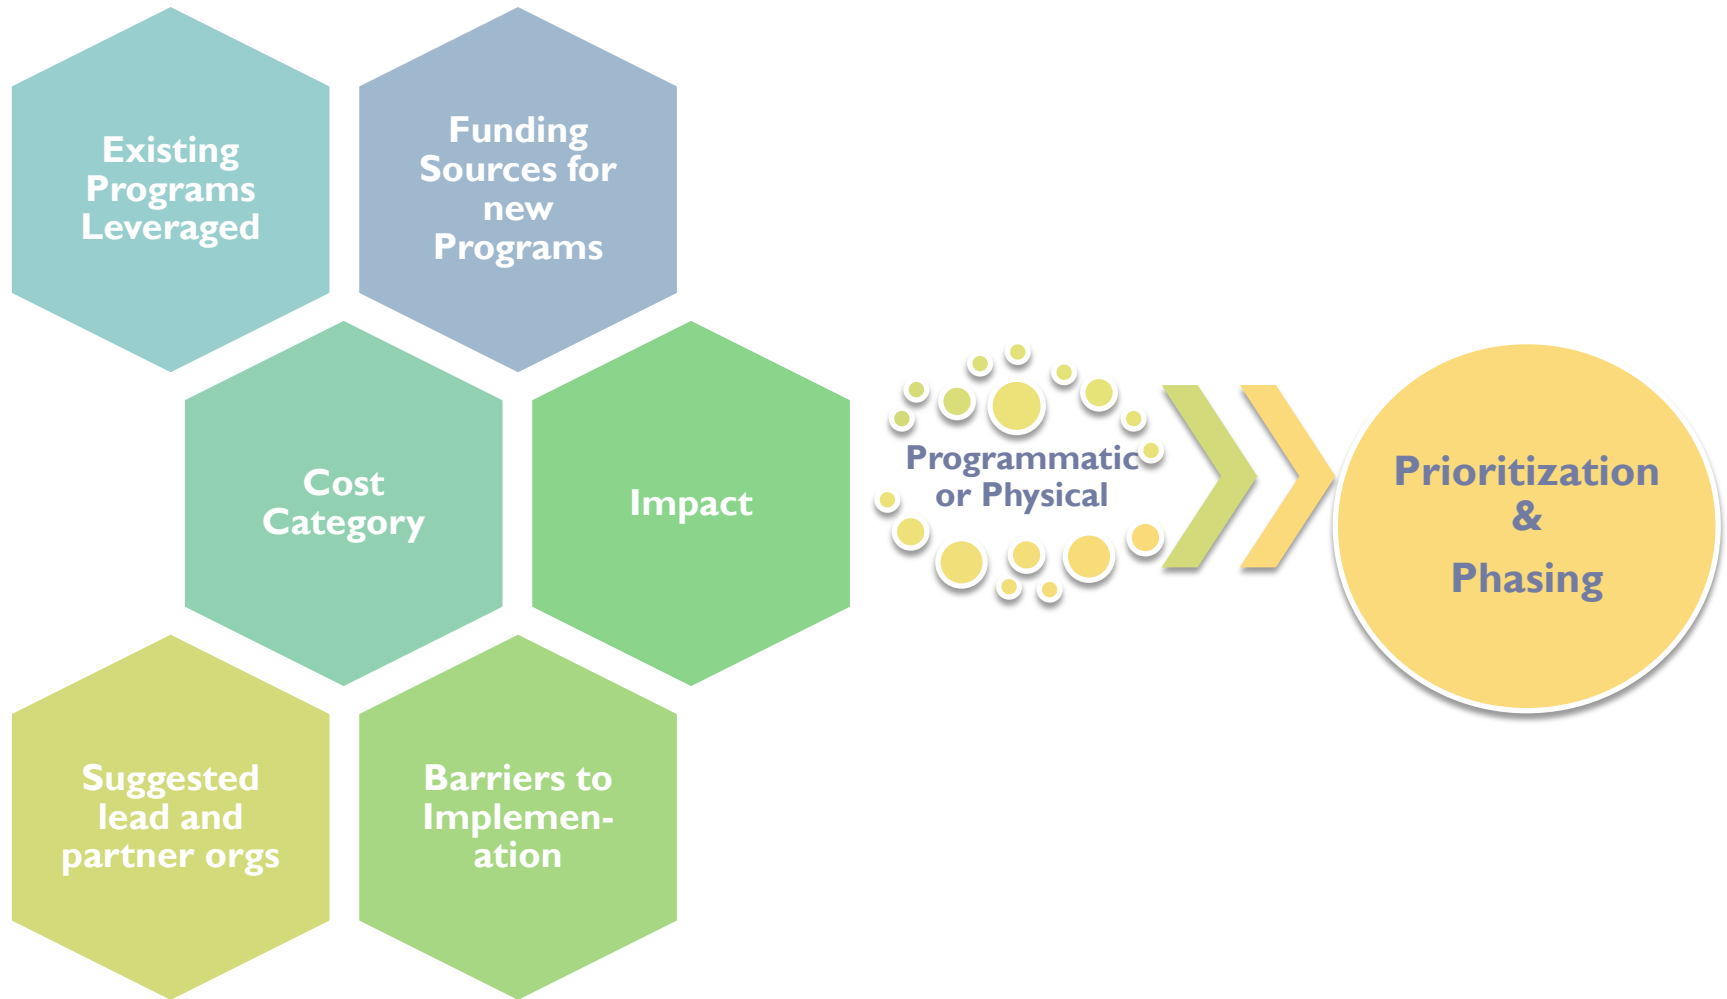 Existing
Programs
Leveraged
Funding
Sources for
new
Programs
Cost
Category
Impact
Suggested
lead and
partner orgs
Barriers to
Implemen-
ation
Programmatic
or Physical
Prioritization
&
Phasing